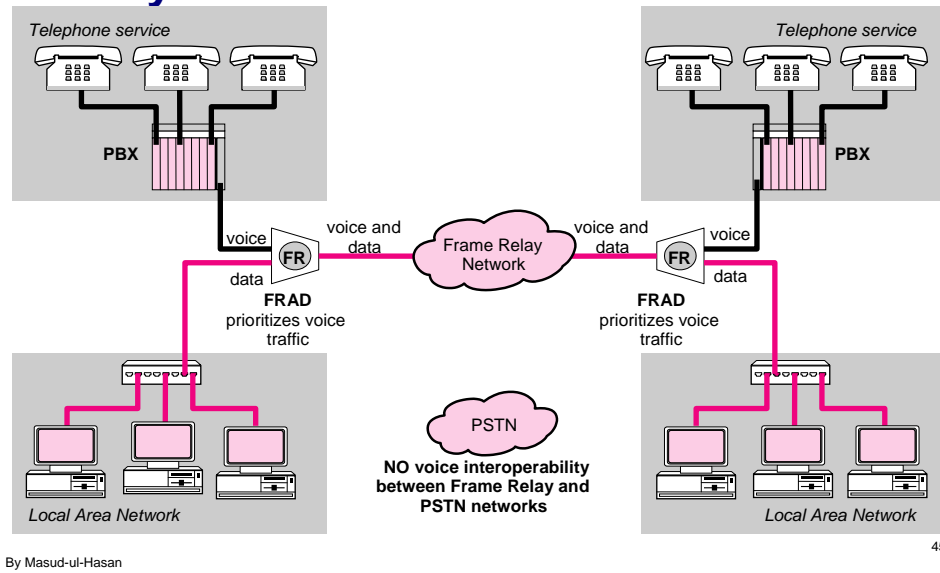 Telephone service
Telephone service
PBX
PBX
voice
voice and
data
Frame Relay
Network
voice and
data
voice
FR
FR
data
data
FRAD
prioritizes voice
traffic
FRAD
prioritizes voice
traffic
PSTN
NO voice interoperability
between Frame Relay and
PSTN networks
Local Area Network
Local Area Network
By Masud-ul-Hasan